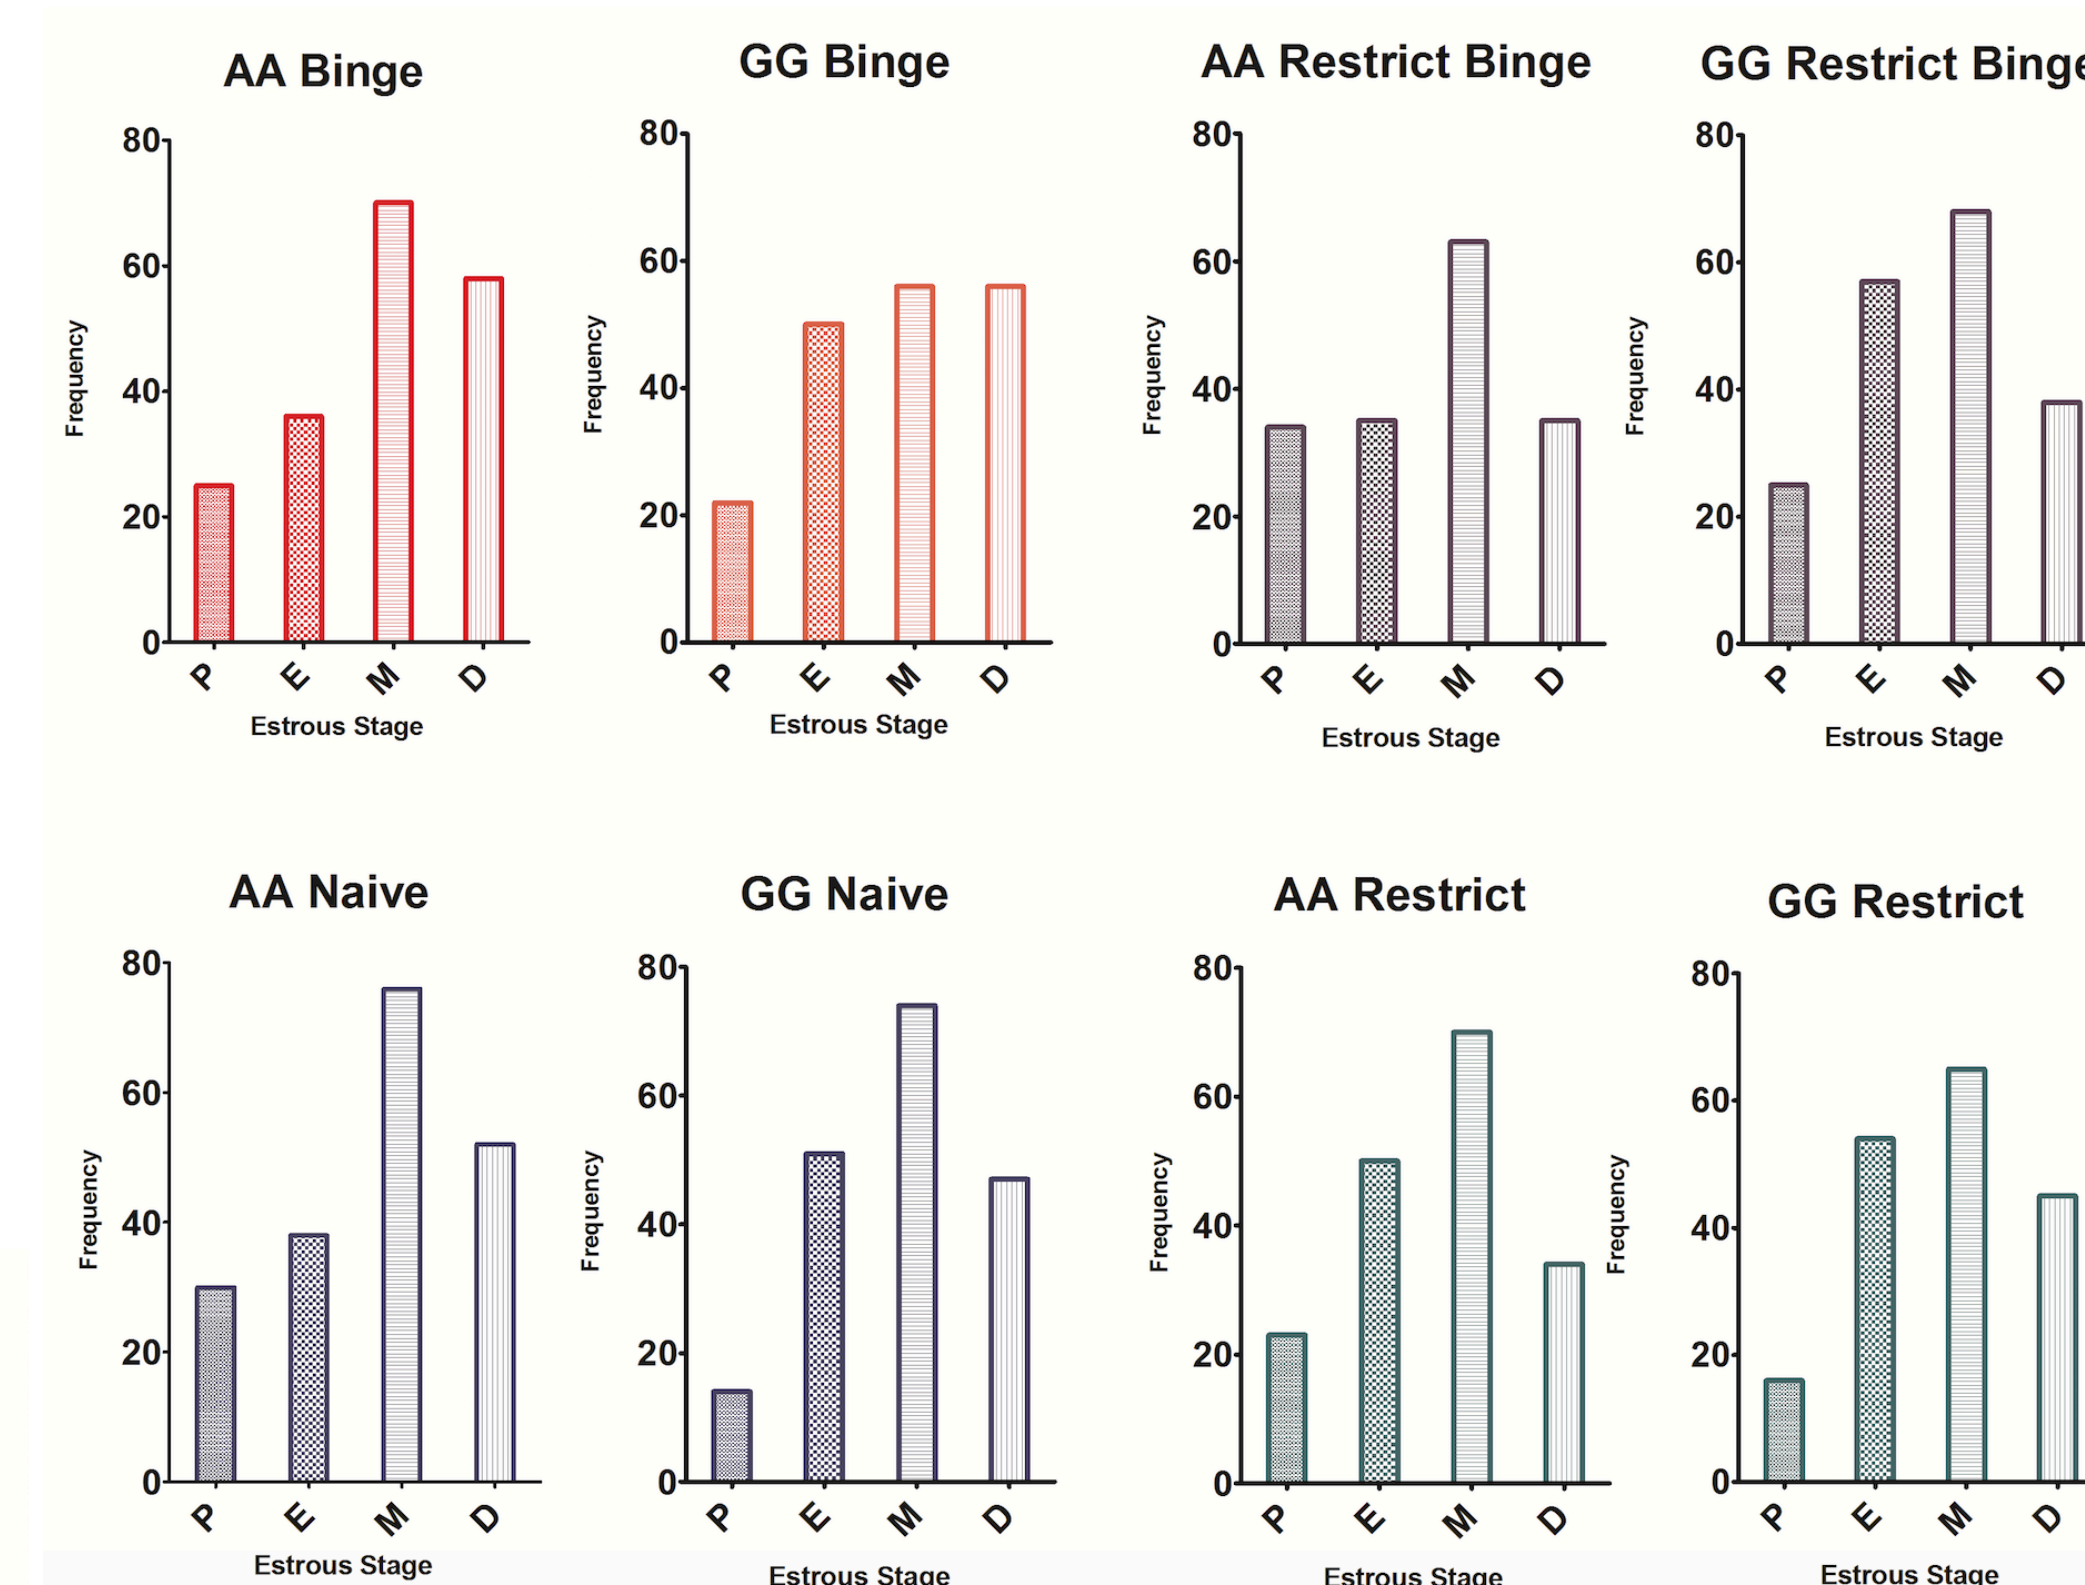 AA Binge
80
60
40
20
0
Frequency
P E M D
Estrous Stage
GG Binge
80
60
40
20
0
Frequency
P E M D
Estrous Stage
AA Restrict Binge
80
60
40
20
0
Frequency
P E M D
Estrous Stage
GG Restrict Binge
80
60
40
20
0
Frequency
P E M D
Estrous Stage
AA Naive
80
60
40
20
0
Frequency
P E M D
Estrous Stage
GG Naive
80
60
40
20
0
Frequency
P E M D
Estrous Stage
AA Restrict
80
60
40
20
0
Frequency
P E M D
Estrous Stage
GG Restrict
80
60
40
20
0
Frequency
P E M D
Estrous Stage